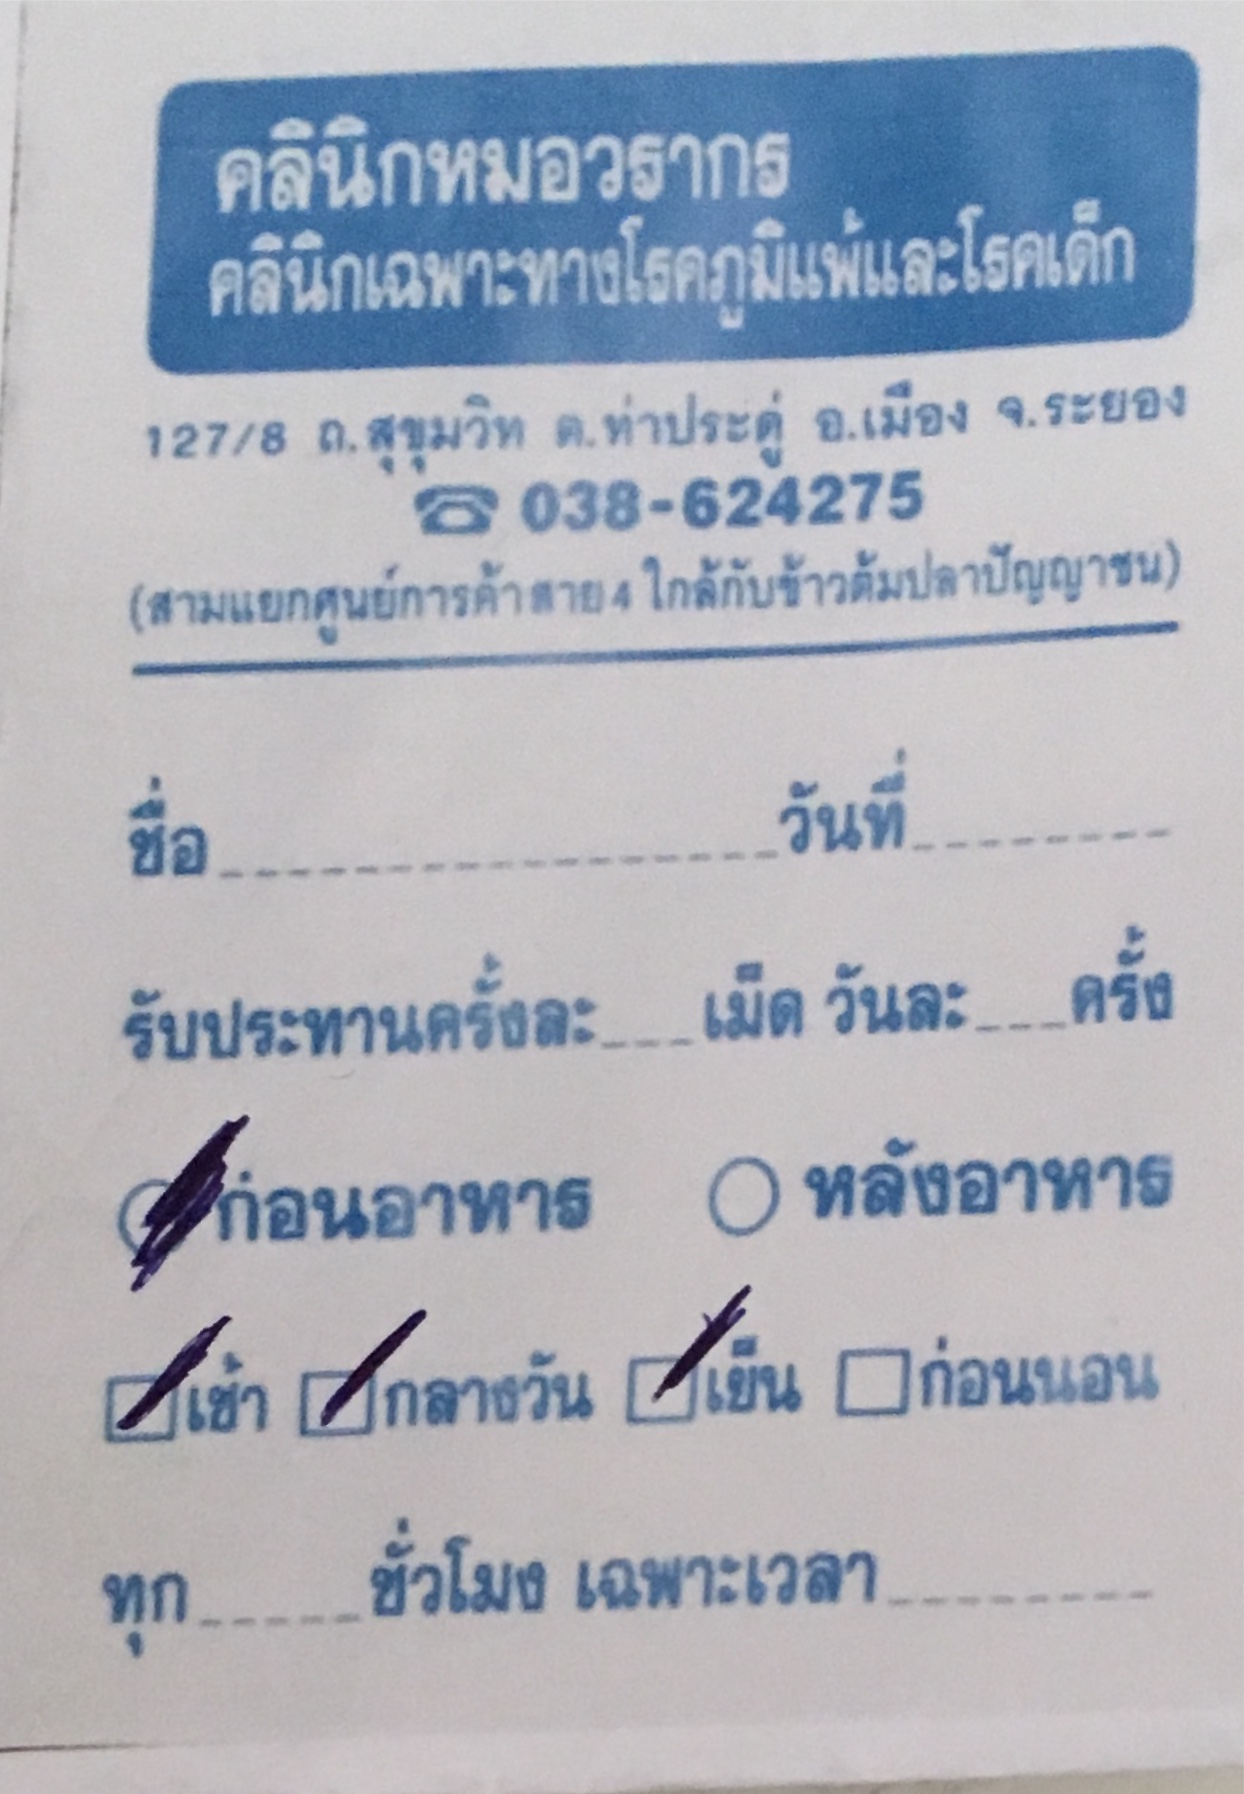 คลินิกหมอวรากร
คลินิกเฉพาะทางโรคภูมิแพ้และโรคเด็ก
127/8 ถ.สุขุมวิท ต.ท่าประดู่ อ.เมือง จ.ระยอง
☎ 038-624275
(สามแยกศูนย์การค้าสาย 4 ใกล้กับข้าวต้มปลาปัญญาชน)
ชื่อ วันที่
รับประทานครั้งละ เม็ด วันละ ครั้ง
ก่อนอาหาร หลังอาหาร
เช้า กลางวัน เย็น ก่อนนอน
ทุก ชั่วโมง เฉพาะเวลา